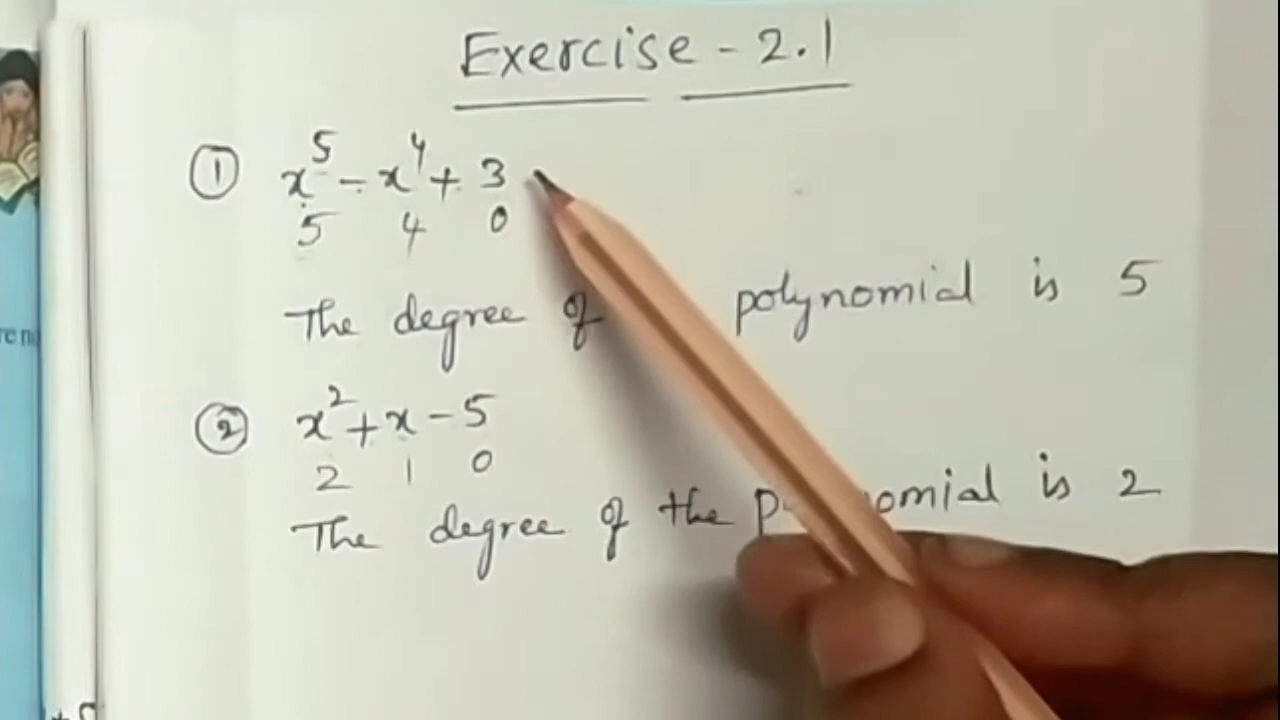 Exercise - 2.1
① x⁵ - x⁴ + 3
5 4 0
The degree of polynomial is 5
② x² + x - 5
2 1 0
The degree of the is 2